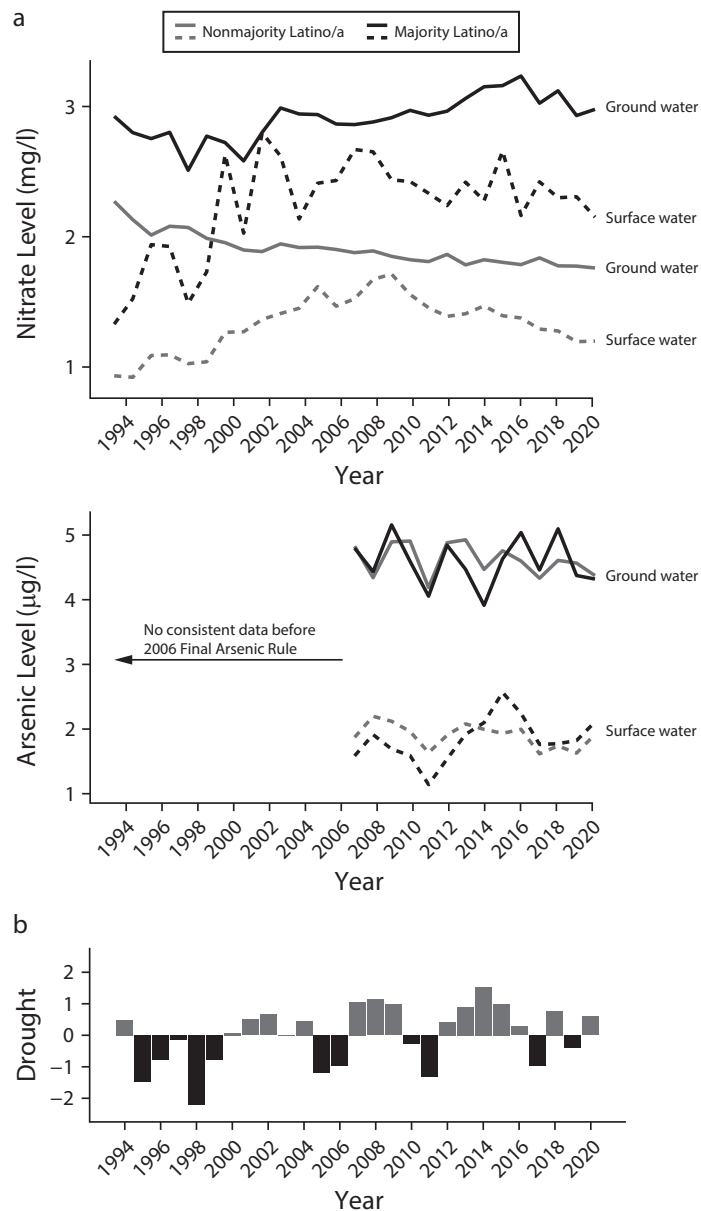 a
Nonmajority Latino/a Majority Latino/a
Nitrate Level (mg/l)
3
2
1
Ground water
Surface water
Ground water
Surface water
1994 1996 1998 2000 2002 2004 2006 2008 2010 2012 2014 2016 2018 2020
Year
Arsenic Level (μg/l)
5
4
3
2
1
No consistent data before
2006 Final Arsenic Rule
Ground water
Surface water
1994 1996 1998 2000 2002 2004 2006 2008 2010 2012 2014 2016 2018 2020
Year
b
Drought
2
1
0
−1
−2
1994 1996 1998 2000 2002 2004 2006 2008 2010 2012 2014 2016 2018 2020
Year